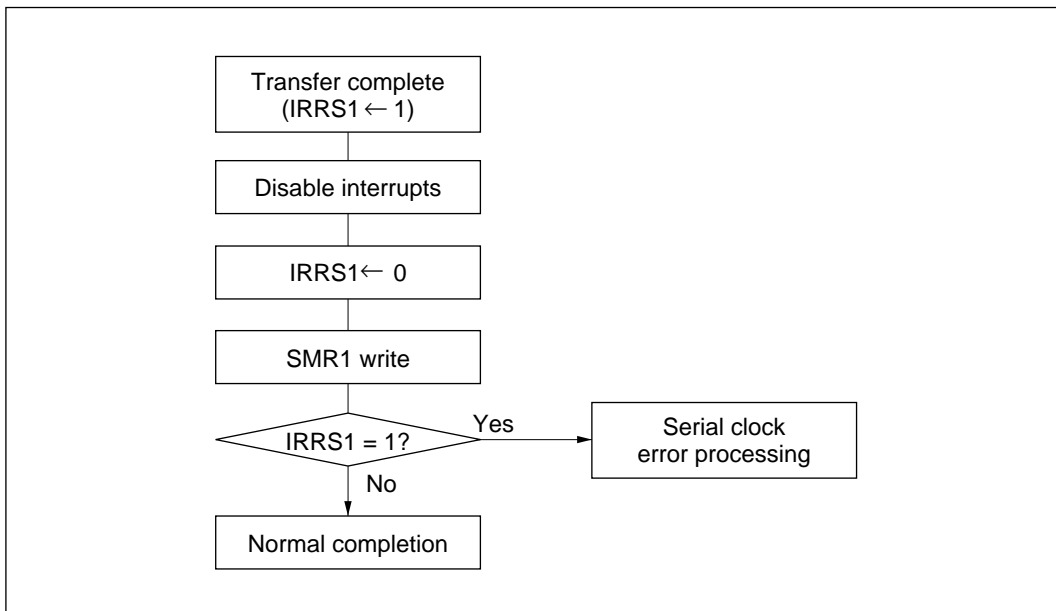 Transfer complete
(IRRS1 ← 1)
Disable interrupts
IRRS1← 0
SMR1 write
IRRS1 = 1?
Yes
Serial clock
error processing
No
Normal completion